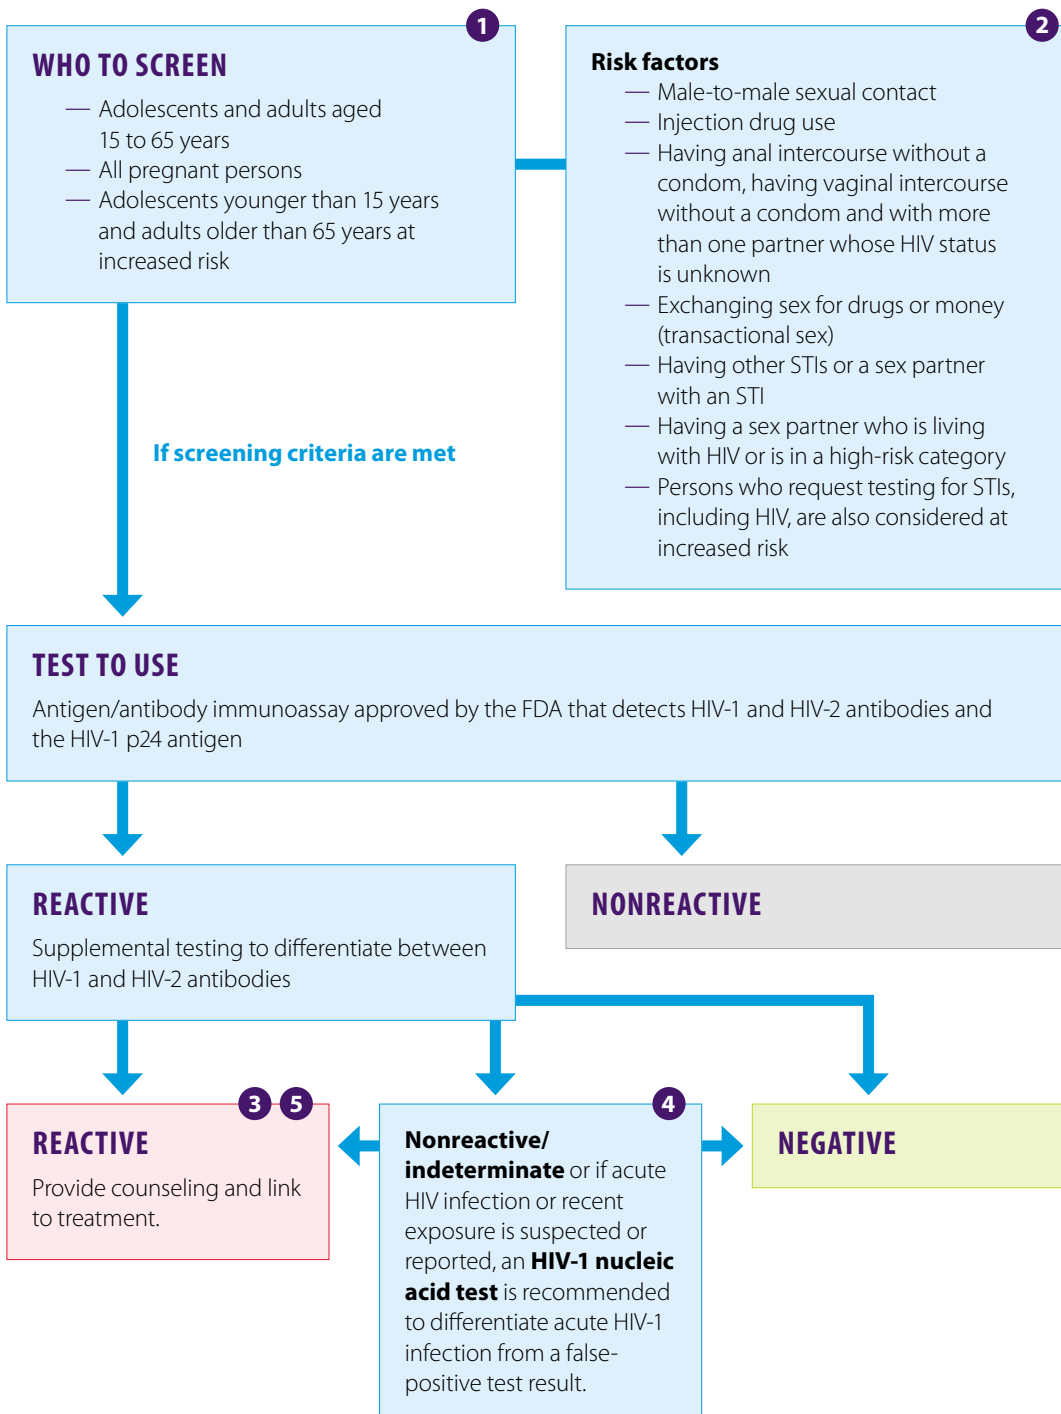 1
WHO TO SCREEN
— Adolescents and adults aged
15 to 65 years
— All pregnant persons
— Adolescents younger than 15 years
and adults older than 65 years at
increased risk
2
Risk factors
— Male-to-male sexual contact
— Injection drug use
— Having anal intercourse without a
condom, having vaginal intercourse
without a condom and with more
than one partner whose HIV status
is unknown
— Exchanging sex for drugs or money
(transactional sex)
— Having other STIs or a sex partner
with an STI
— Having a sex partner who is living
with HIV or is in a high-risk category
— Persons who request testing for STIs,
including HIV, are also considered at
increased risk
If screening criteria are met
TEST TO USE
Antigen/antibody immunoassay approved by the FDA that detects HIV-1 and HIV-2 antibodies and
the HIV-1 p24 antigen
REACTIVE
Supplemental testing to differentiate between
HIV-1 and HIV-2 antibodies
NONREACTIVE
3 5
REACTIVE
Provide counseling and link
to treatment.
4
Nonreactive/
indeterminate or if acute
HIV infection or recent
exposure is suspected or
reported, an HIV-1 nucleic
acid test is recommended
to differentiate acute HIV-1
infection from a false-
positive test result.
NEGATIVE